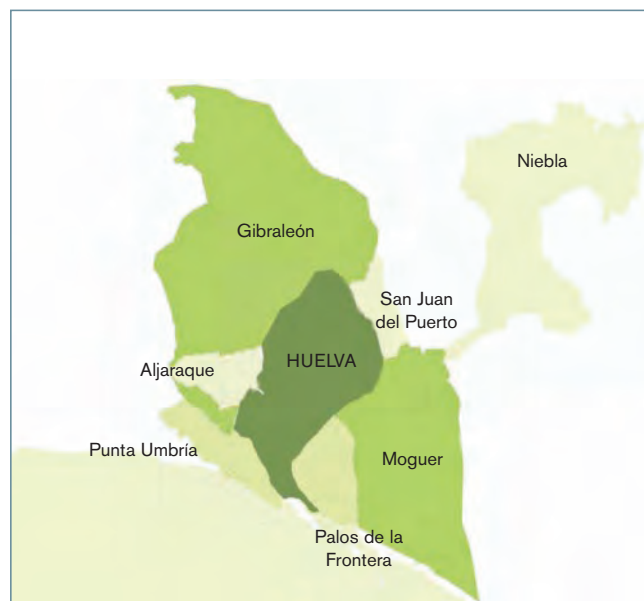 Niebla
Gibraleón
San Juan
del Puerto
HUELVA
Aljaraque
Punta Umbría
Moguer
Palos de la
Frontera